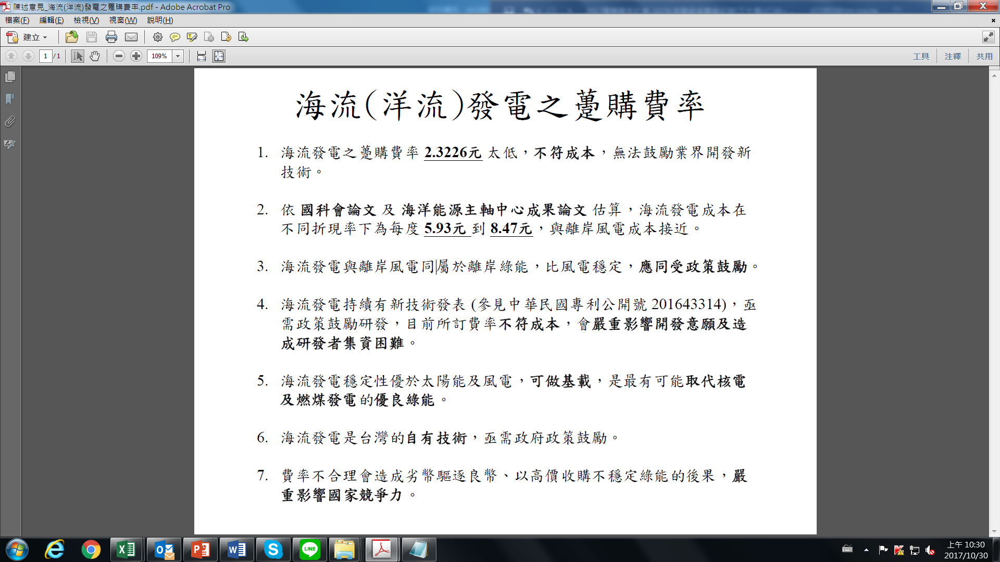 陳述意見_海流(洋流)發電之躉購費率.pdf - Adobe Acrobat Pro
檔案(F) 編輯(E) 檢視(V) 視窗(W) 說明(H)
建立
1 / 1 109% 工具 注釋 共用
海流(洋流)發電之躉購費率
1. 海流發電之躉購費率 2.3226元 太低，不符成本，無法鼓勵業界開發新
技術。
2. 依 國科會論文 及 海洋能源主軸中心成果論文 估算，海流發電成本在
不同折現率下為每度 5.93元 到 8.47元，與離岸風電成本接近。
3. 海流發電與離岸風電同屬於離岸綠能，比風電穩定，應同受政策鼓勵。
4. 海流發電持續有新技術發表 (參見中華民國專利公開號 201643314)，亟
需政策鼓勵研發，目前所訂費率不符成本，會嚴重影響開發意願及造
成研發者集資困難。
5. 海流發電穩定性優於太陽能及風電，可做基載，是最有可能取代核電
及燃煤發電的優良綠能。
6. 海流發電是台灣的自有技術，亟需政府政策鼓勵。
7. 費率不合理會造成劣幣驅逐良幣、以高價收購不穩定綠能的後果，嚴
重影響國家競爭力。
LINE
上午 10:30
2017/10/30